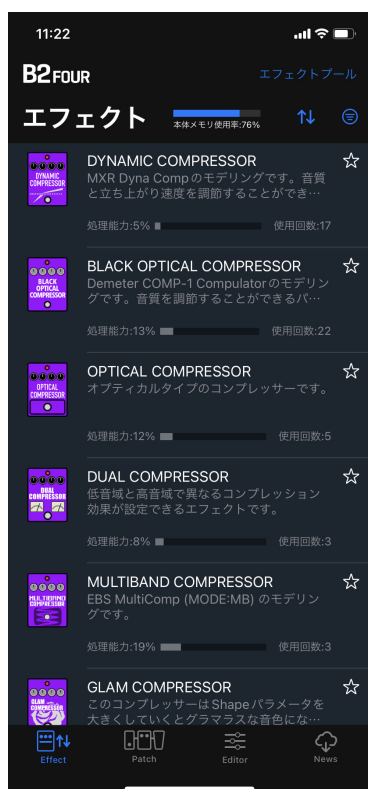 11:22
B2 FOUR
エフェクトプール
エフェクト
本体メモリ使用率:76%
DYNAMIC COMPRESSOR
DYNAMIC
COMPRESSOR
MXR Dyna Compのモデリングです。音質
と立ち上がり速度を調節することができ…
処理能力:5%
使用回数:17
BLACK OPTICAL COMPRESSOR
BLACK
OPTICAL
COMPRESSOR
Demeter COMP-1 Compulatorのモデリン
グです。音質を調節することができるパ…
処理能力:13%
使用回数:22
OPTICAL COMPRESSOR
OPTICAL
COMPRESSOR
オプティカルタイプのコンプレッサーです。
処理能力:12%
使用回数:5
DUAL COMPRESSOR
DUAL
COMPRESSOR
低音域と高音域で異なるコンプレッション
効果が設定できるエフェクトです。
処理能力:8%
使用回数:3
MULTIBAND COMPRESSOR
MULTIBAND
COMPRESSOR
EBS MultiComp (MODE:MB) のモデリン
グです。
処理能力:19%
使用回数:3
GLAM COMPRESSOR
GLAM
COMPRESSOR
このコンプレッサーはShapeパラメータを
大きくしていくとグラマラスな音色にな…
Effect
Patch
Editor
News